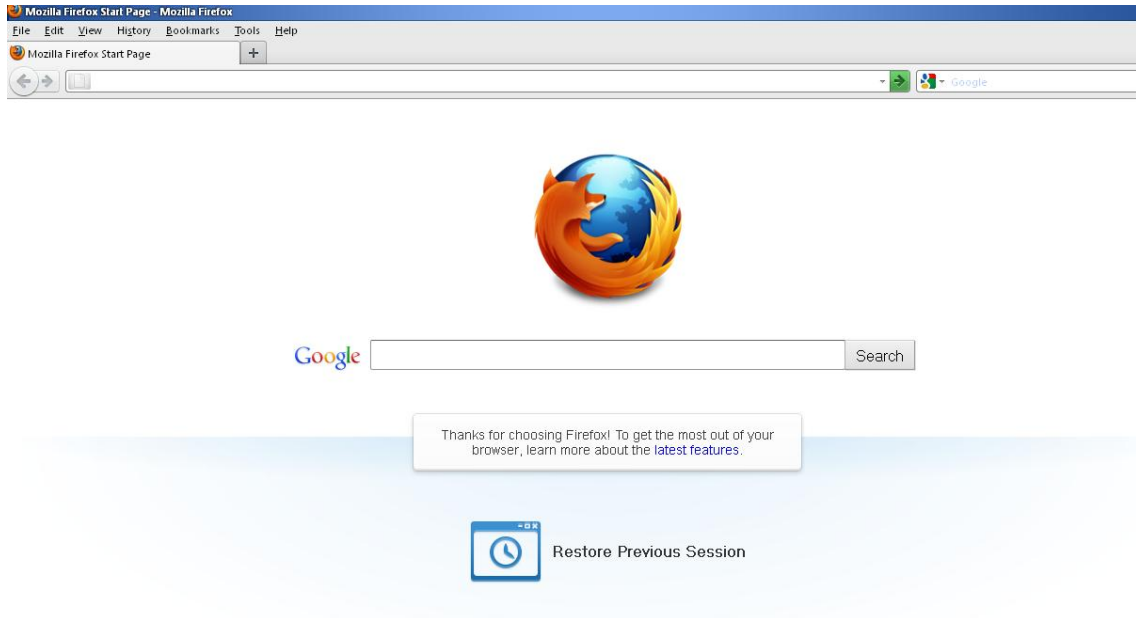 Mozilla Firefox Start Page - Mozilla Firefox
File Edit View History Bookmarks Tools Help
Mozilla Firefox Start Page +
Google
Google Search
Thanks for choosing Firefox! To get the most out of your
browser, learn more about the latest features.
Restore Previous Session